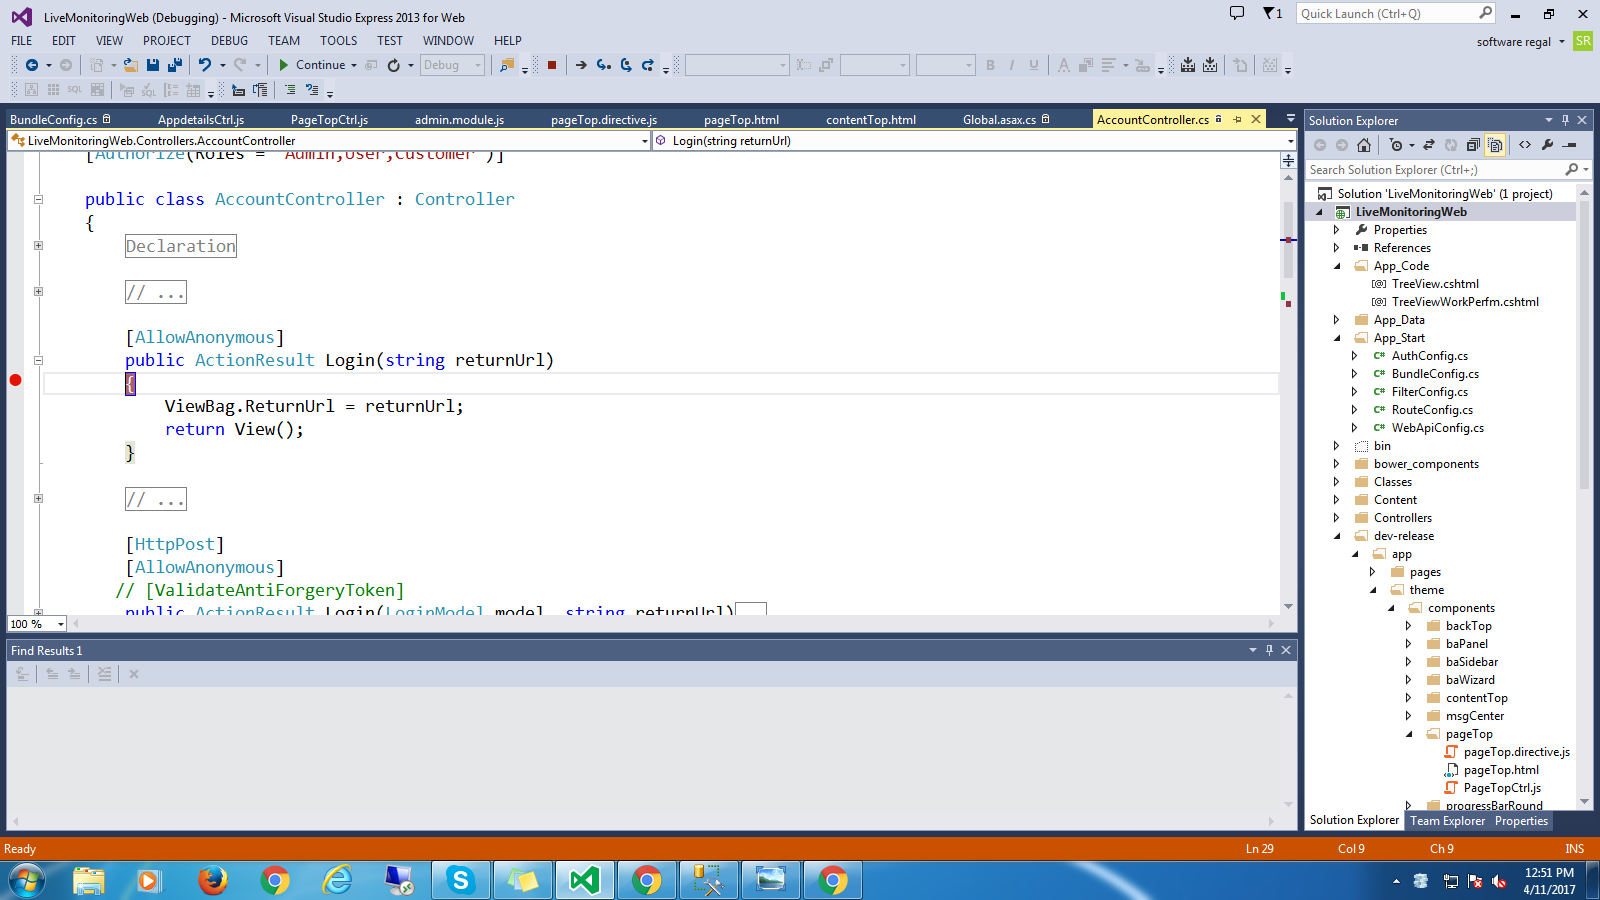 LiveMonitoringWeb (Debugging) - Microsoft Visual Studio Express 2013 for Web
1
Quick Launch (Ctrl+Q)
FILE EDIT VIEW PROJECT DEBUG TEAM TOOLS TEST WINDOW HELP
software regal
SR
Continue
Debug
SQL
SQL
BundleConfig.cs AppdetailsCtrl.js PageTopCtrl.js admin.module.js pageTop.directive.js pageTop.html contentTop.html Global.asax.cs AccountController.cs
LiveMonitoringWeb.Controllers.AccountController
Login(string returnUrl)
[Authorize(Roles = "Admin,User,Customer")]
public class AccountController : Controller
{
Declaration
// ...
[AllowAnonymous]
public ActionResult Login(string returnUrl)
{
ViewBag.ReturnUrl = returnUrl;
return View();
}
// ...
[HttpPost]
[AllowAnonymous]
// [ValidateAntiForgeryToken]
public ActionResult Login(LoginModel model, string returnUrl)
100 %
Find Results 1
Solution Explorer
Search Solution Explorer (Ctrl+;)
Solution 'LiveMonitoringWeb' (1 project)
LiveMonitoringWeb
Properties
References
App_Code
TreeView.cshtml
TreeViewWorkPerfm.cshtml
App_Data
App_Start
AuthConfig.cs
BundleConfig.cs
FilterConfig.cs
RouteConfig.cs
WebApiConfig.cs
bin
bower_components
Classes
Content
Controllers
dev-release
app
pages
theme
components
backTop
baPanel
baSidebar
baWizard
contentTop
msgCenter
pageTop
pageTop.directive.js
pageTop.html
PageTopCtrl.js
progressBarRound
Solution Explorer Team Explorer Properties
Ready
Ln 29 Col 9 Ch 9 INS
12:51 PM
4/11/2017